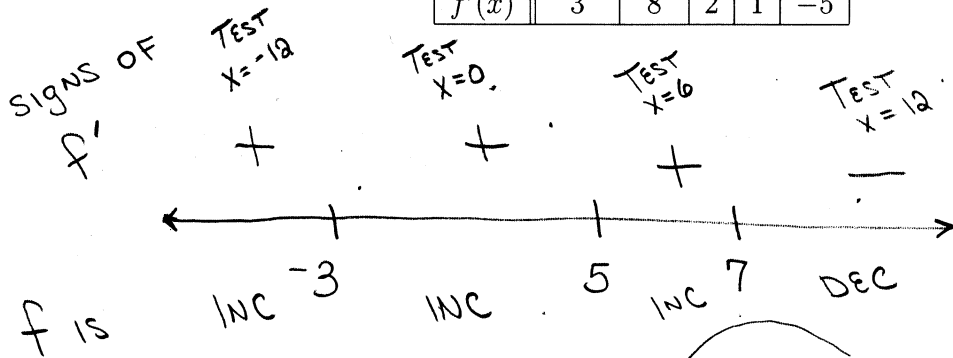 f'(x) 3 8 2 1 −5
SIGNS OF f'
TEST X=-12
TEST X=0
TEST X=6
TEST X=12
+ + + —
-3 5 7
f IS INC INC INC DEC